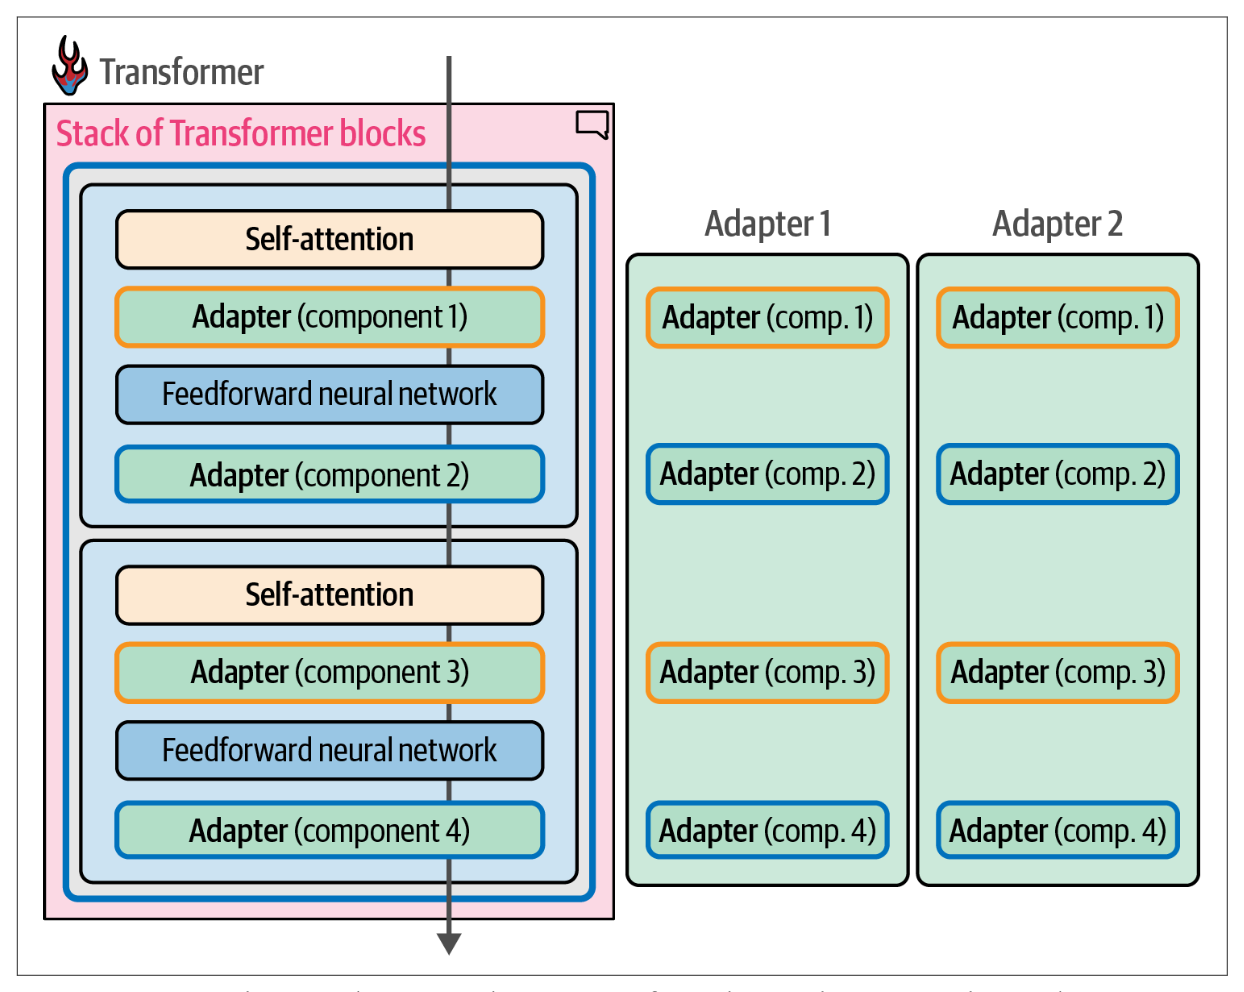 Transformer
Stack of Transformer blocks
Self-attention
Adapter (component 1)
Feedforward neural network
Adapter (component 2)
Self-attention
Adapter (component 3)
Feedforward neural network
Adapter (component 4)
Adapter 1
Adapter (comp. 1)
Adapter (comp. 2)
Adapter (comp. 3)
Adapter (comp. 4)
Adapter 2
Adapter (comp. 1)
Adapter (comp. 2)
Adapter (comp. 3)
Adapter (comp. 4)